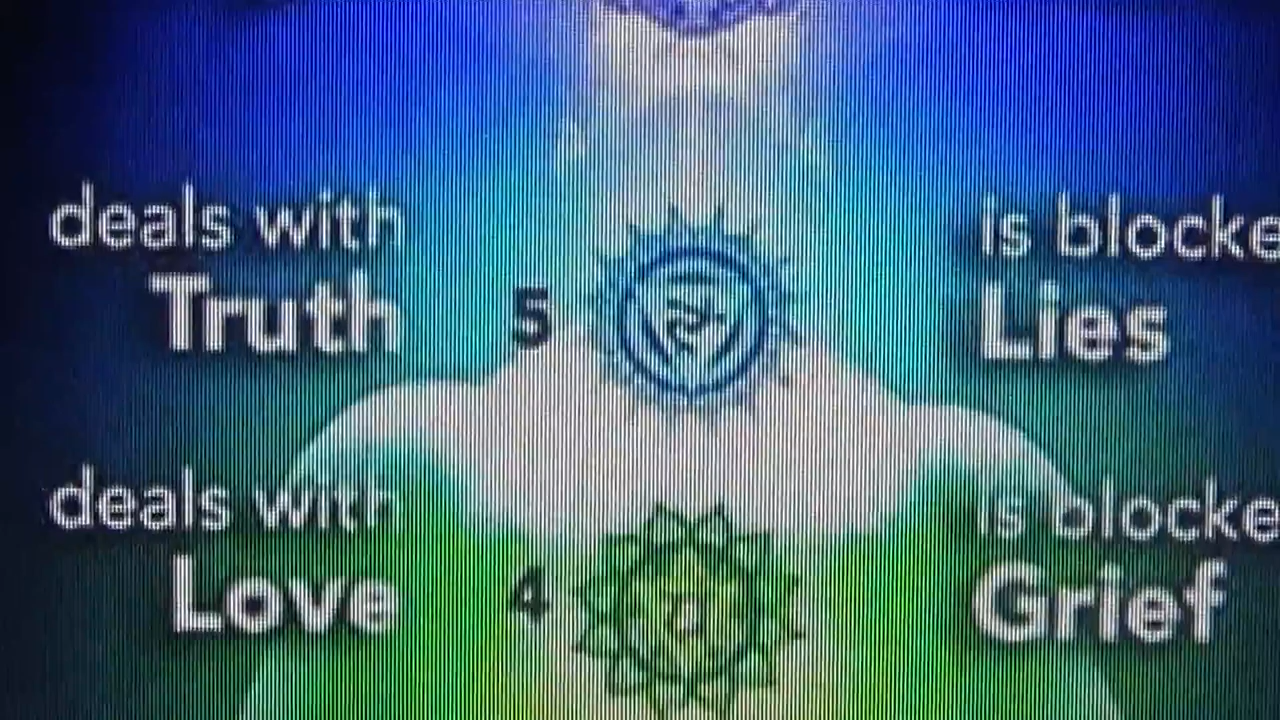 deals with
Truth
5
is blocke
Lies
deals with
Love
4
is blocke
Grief